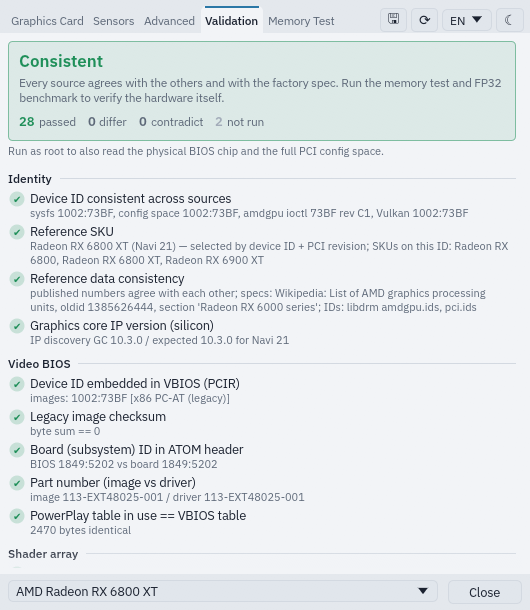 Graphics Card Sensors Advanced Validation Memory Test EN
Consistent
Every source agrees with the others and with the factory spec. Run the memory test and FP32
benchmark to verify the hardware itself.
28 passed 0 differ 0 contradict 2 not run
Run as root to also read the physical BIOS chip and the full PCI config space.
Identity
Device ID consistent across sources
sysfs 1002:73BF, config space 1002:73BF, amdgpu ioctl 73BF rev C1, Vulkan 1002:73BF
Reference SKU
Radeon RX 6800 XT (Navi 21) — selected by device ID + PCI revision; SKUs on this ID: Radeon RX
6800, Radeon RX 6800 XT, Radeon RX 6900 XT
Reference data consistency
published numbers agree with each other; specs: Wikipedia: List of AMD graphics processing
units, oldid 1385626444, section 'Radeon RX 6000 series'; IDs: libdrm amdgpu.ids, pci.ids
Graphics core IP version (silicon)
IP discovery GC 10.3.0 / expected 10.3.0 for Navi 21
Video BIOS
Device ID embedded in VBIOS (PCIR)
images: 1002:73BF [x86 PC-AT (legacy)]
Legacy image checksum
byte sum == 0
Board (subsystem) ID in ATOM header
BIOS 1849:5202 vs board 1849:5202
Part number (image vs driver)
image 113-EXT48025-001 / driver 113-EXT48025-001
PowerPlay table in use == VBIOS table
2470 bytes identical
Shader array
AMD Radeon RX 6800 XT Close